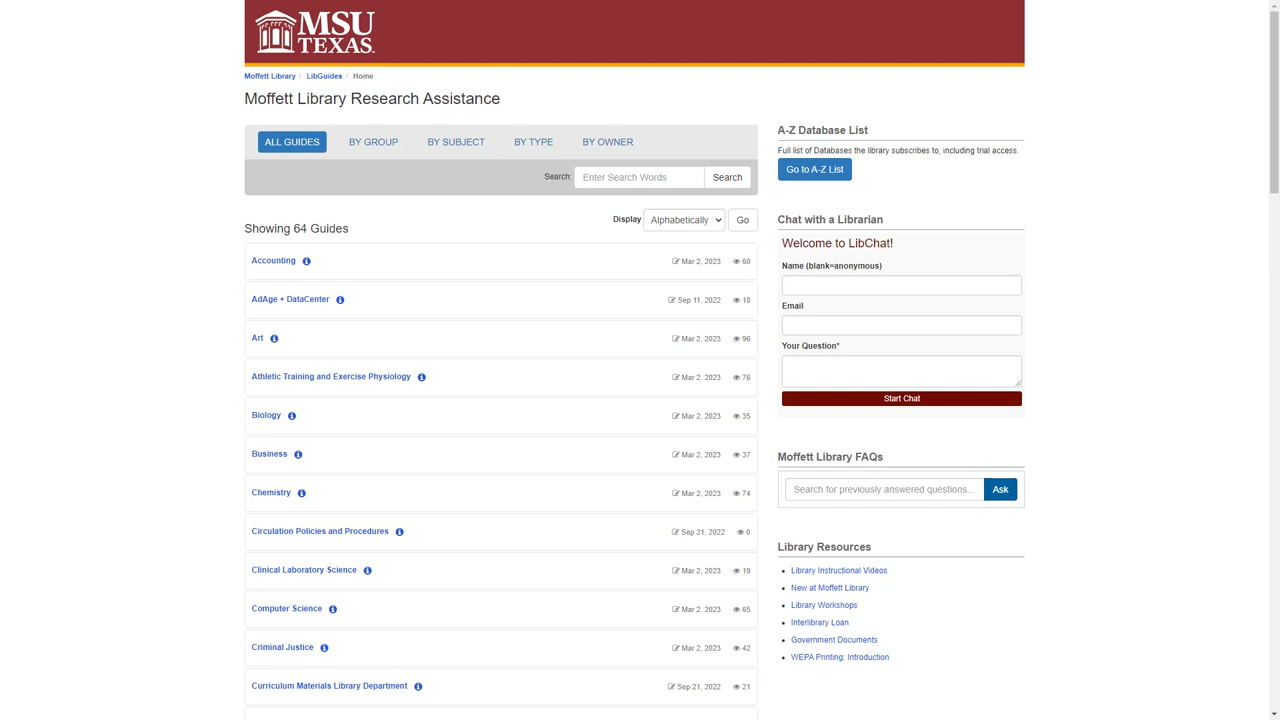 MSU
TEXAS
Moffett Library / LibGuides / Home
Moffett Library Research Assistance
ALL GUIDES BY GROUP BY SUBJECT BY TYPE BY OWNER
Search: Enter Search Words Search
Display Alphabetically Go
Showing 64 Guides
Accounting Mar 2, 2023 60
AdAge + DataCenter Sep 11, 2022 18
Art Mar 2, 2023 96
Athletic Training and Exercise Physiology Mar 2, 2023 76
Biology Mar 2, 2023 35
Business Mar 2, 2023 37
Chemistry Mar 2, 2023 74
Circulation Policies and Procedures Sep 21, 2022 0
Clinical Laboratory Science Mar 2, 2023 19
Computer Science Mar 2, 2023 65
Criminal Justice Mar 2, 2023 42
Curriculum Materials Library Department Sep 21, 2022 21
A-Z Database List
Full list of Databases the library subscribes to, including trial access.
Go to A-Z List
Chat with a Librarian
Welcome to LibChat!
Name (blank=anonymous)
Email
Your Question*
Start Chat
Moffett Library FAQs
Search for previously answered questions... Ask
Library Resources
Library Instructional Videos
New at Moffett Library
Library Workshops
Interlibrary Loan
Government Documents
WEPA Printing: Introduction